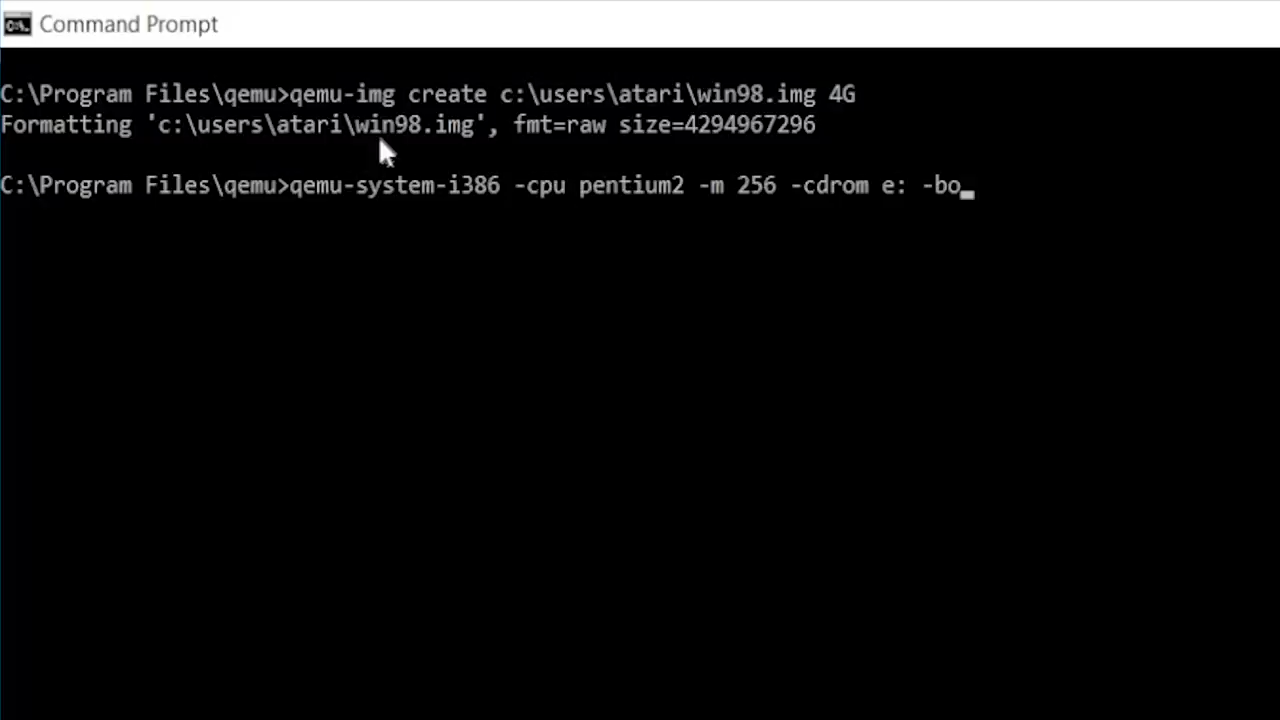 Command Prompt
C:\Program Files\qemu>qemu-img create c:\users\atari\win98.img 4G
Formatting 'c:\users\atari\win98.img', fmt=raw size=4294967296
C:\Program Files\qemu>qemu-system-i386 -cpu pentium2 -m 256 -cdrom e: -bo